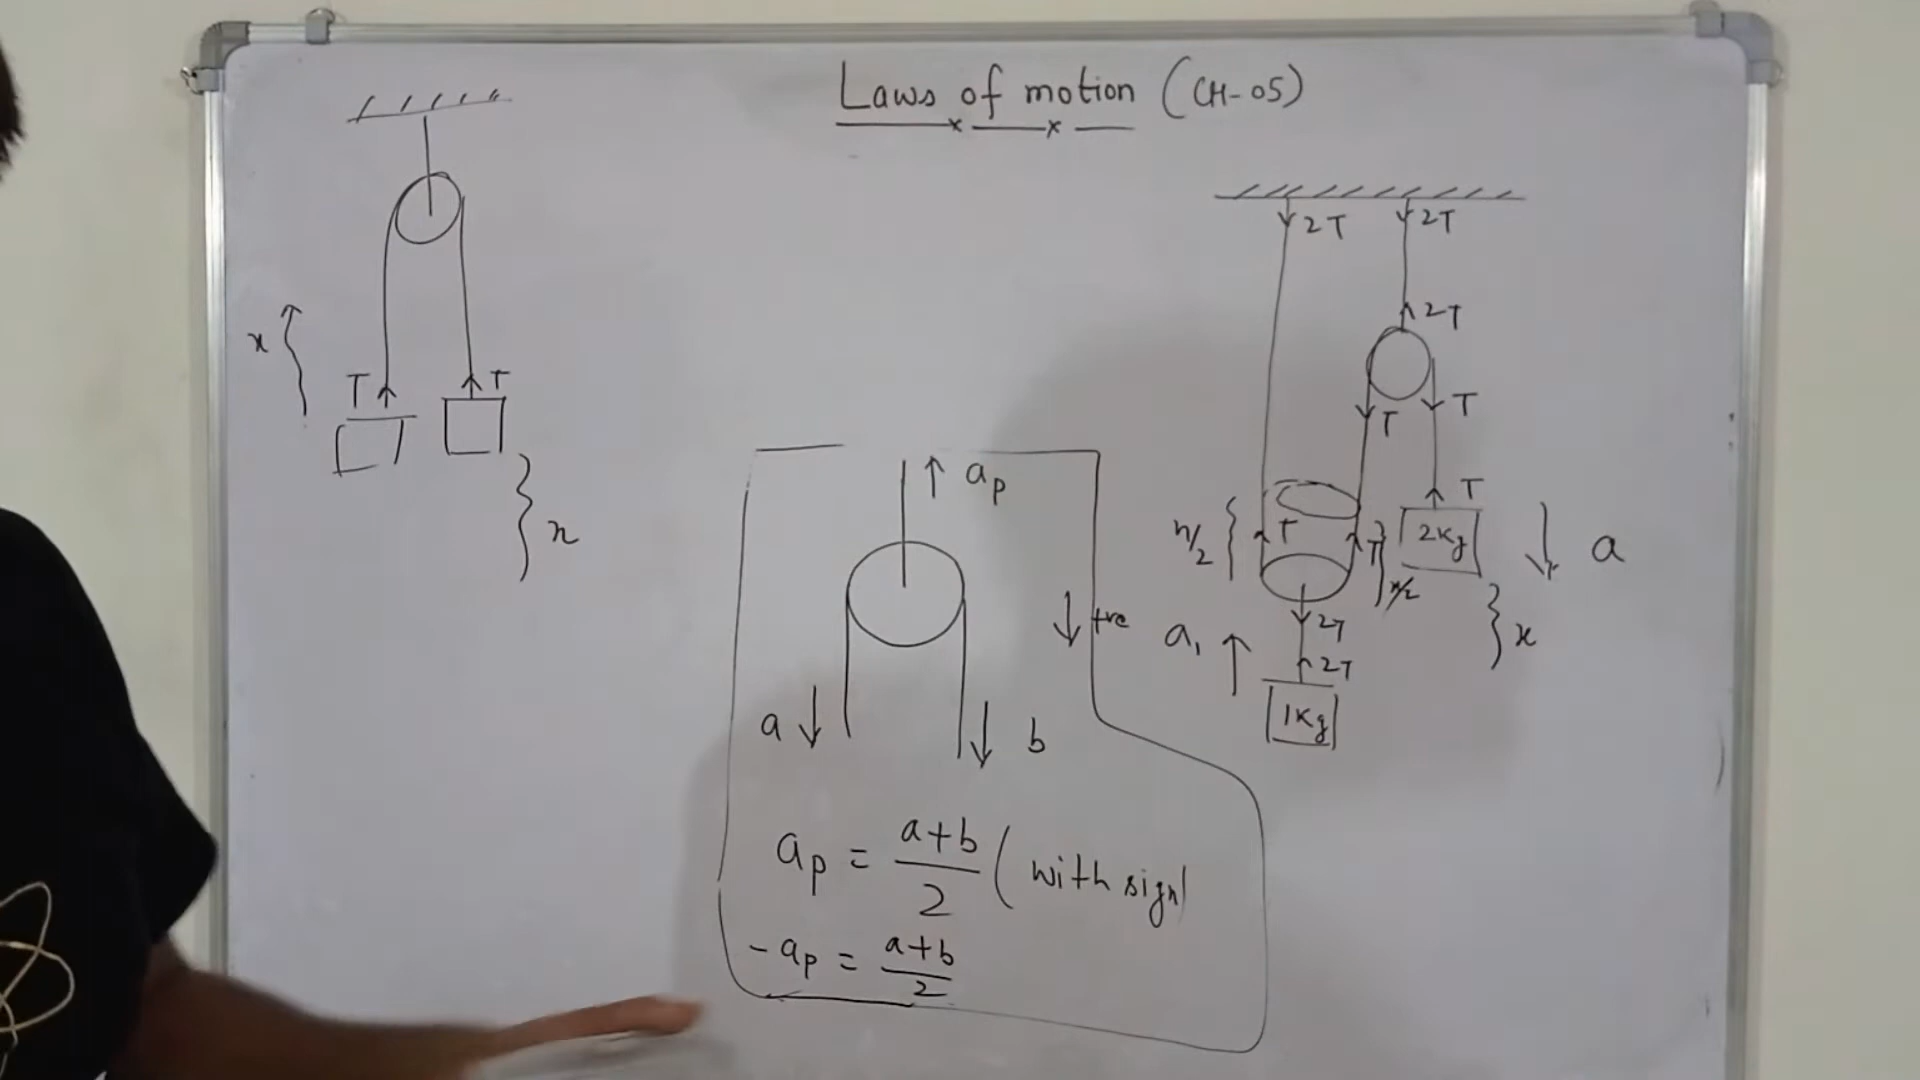 Laws of motion (CH-05)
x
T
T
x
a_p
+ve
a
b
a_p = a+b/2 (with sign
-a_p = a+b/2
2T
2T
2T
T
T
T
x/2
T
T
x/2
2Kg
a
x
2T
2T
a₁
1Kg